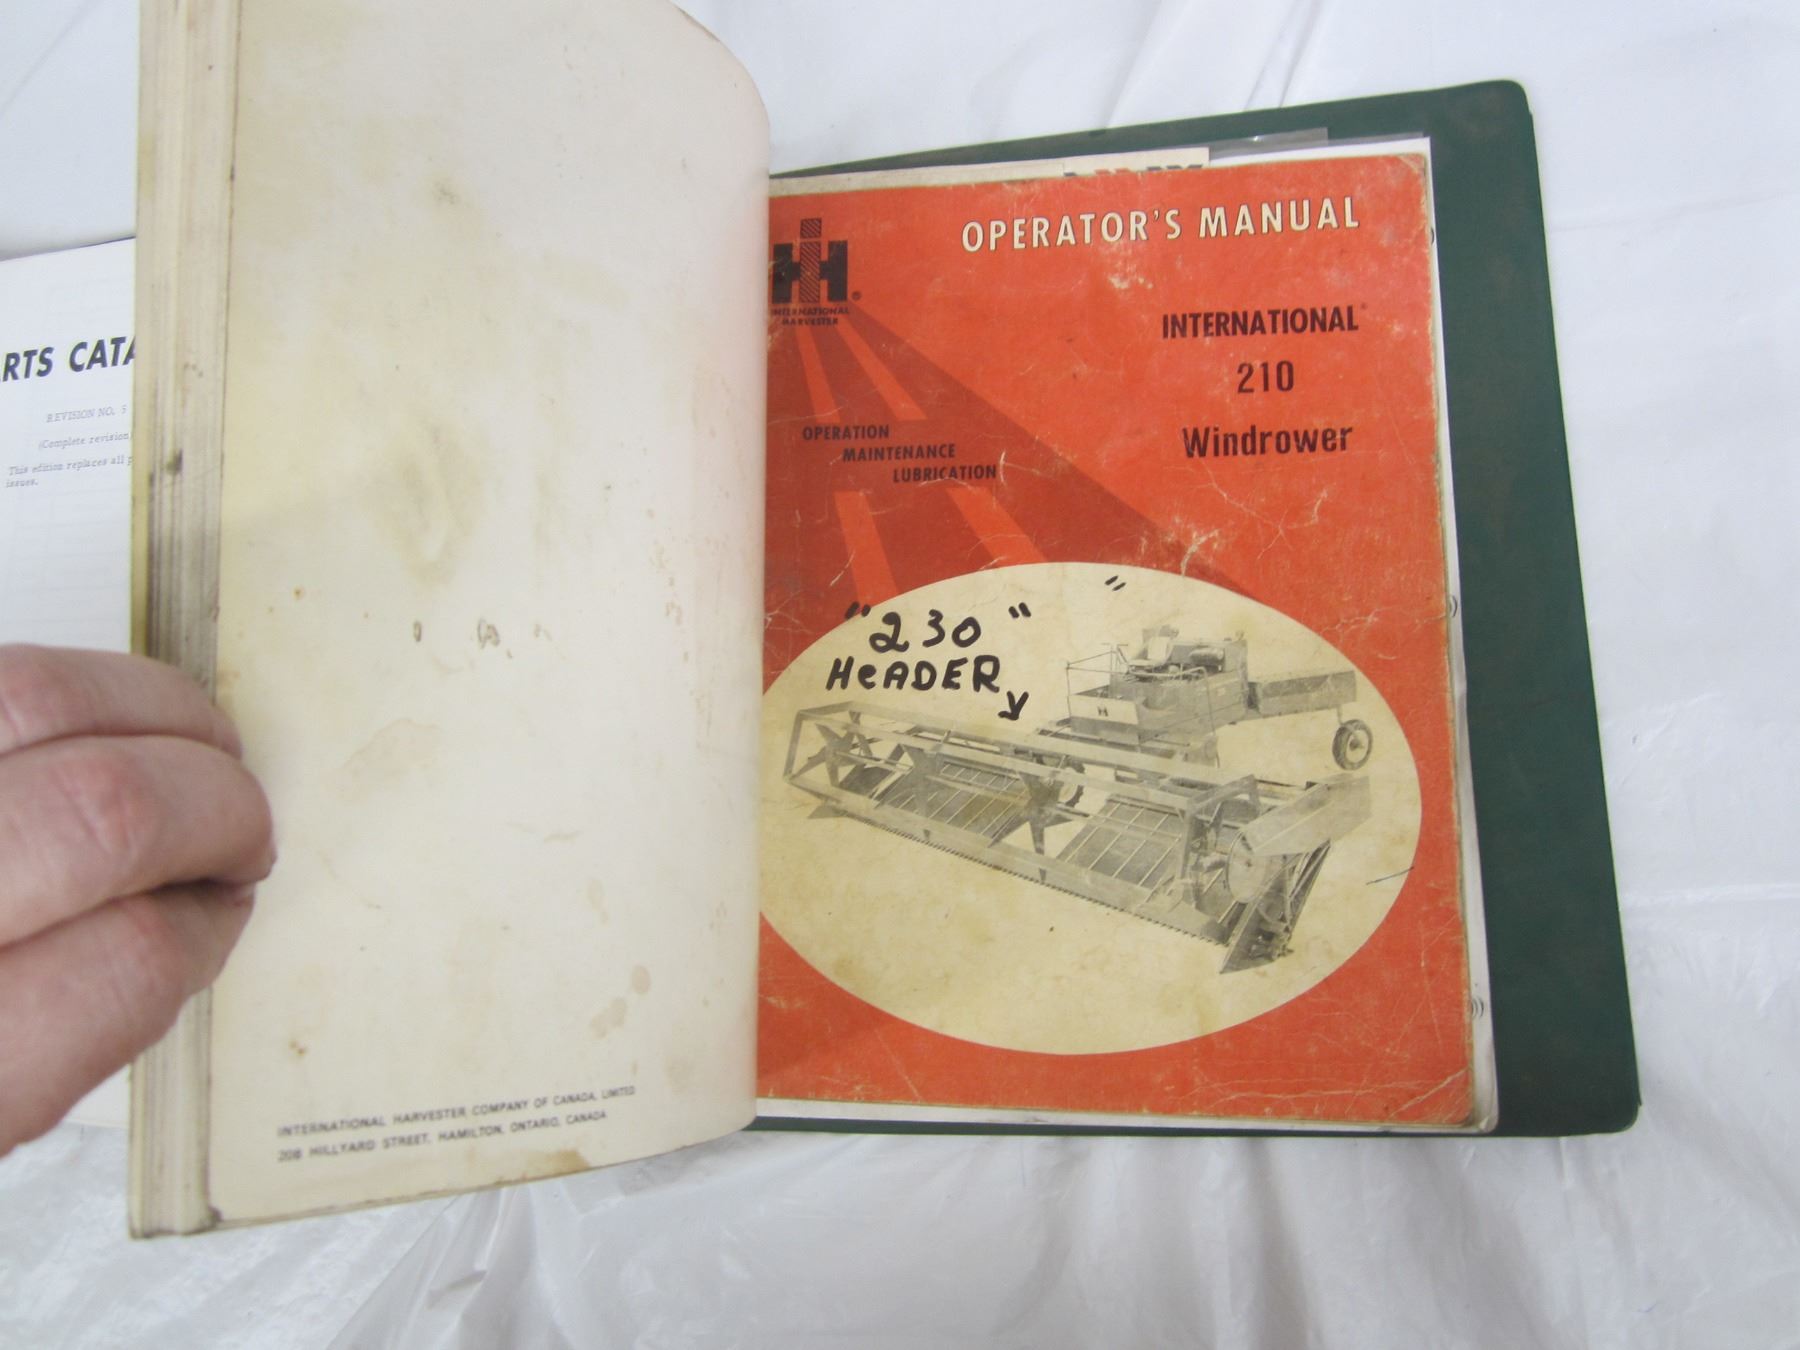 RTS CATA
REVISION NO. 5
(Complete revision)
This edition replaces all
issues.
INTERNATIONAL HARVESTER COMPANY OF CANADA, LIMITED
208 HILLYARD STREET, HAMILTON, ONTARIO, CANADA
OPERATOR'S MANUAL
IH®
INTERNATIONAL
HARVESTER
INTERNATIONAL®
210
Windrower
OPERATION
MAINTENANCE
LUBRICATION
"230"
HEADER